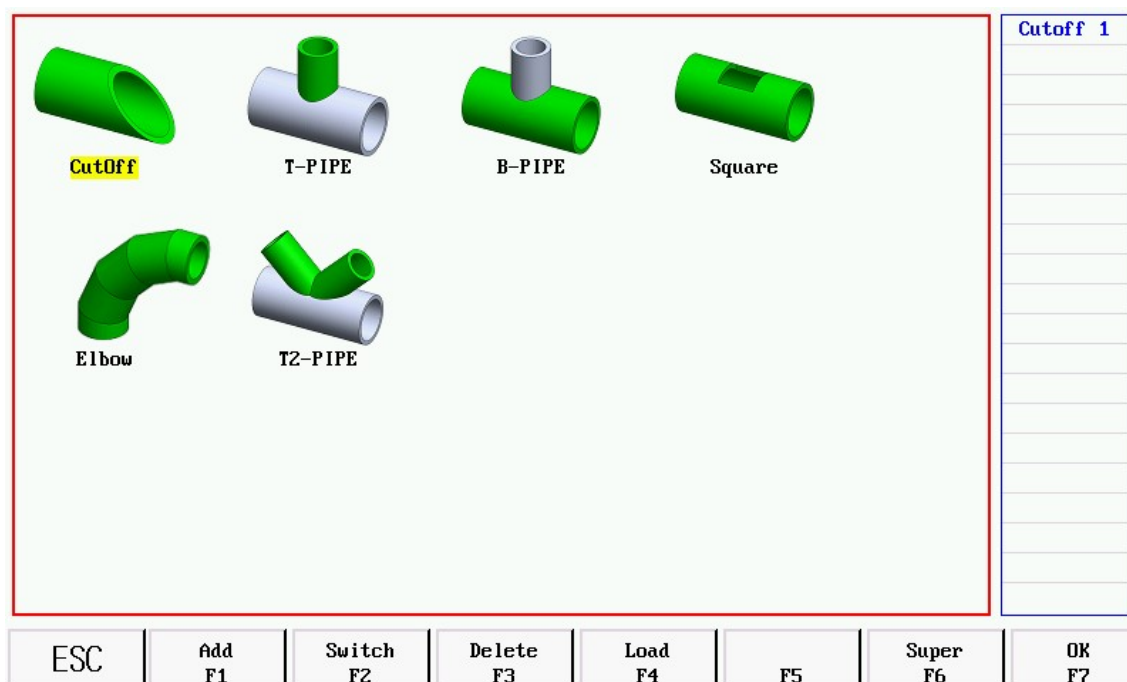 Cutoff 1
CutOff
T-PIPE
B-PIPE
Square
Elbow
T2-PIPE
ESC
Add
F1
Switch
F2
Delete
F3
Load
F4
F5
Super
F6
OK
F7